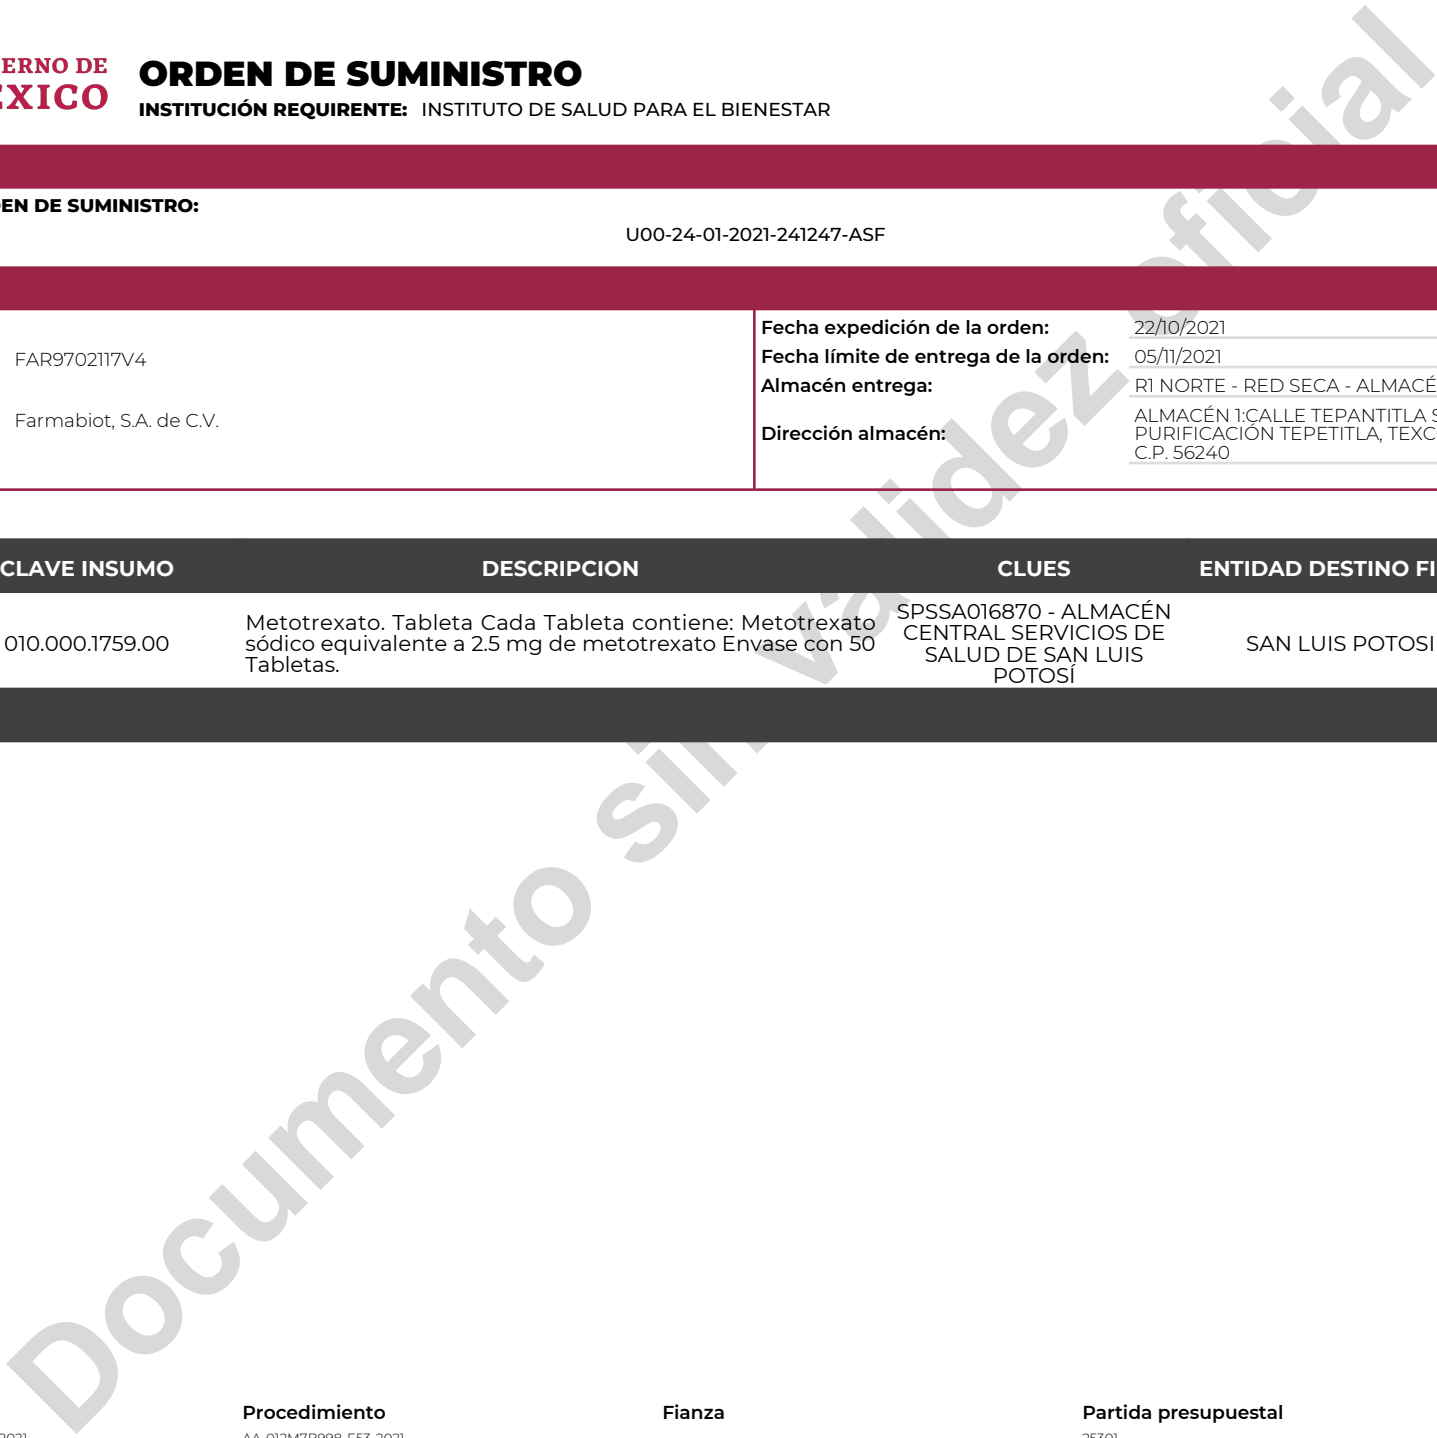 ERNO DE
ORDEN DE SUMINISTRO
INSTITUCIÓN REQUIRENTE: INSTITUTO DE SALUD PARA EL BIENESTAR
EN DE SUMINISTRO:
U00-24-01-2021-241247-ASF
FAR9702117V4
Farmabiot, S.A. de C.V.
Fecha expedición de la orden: 22/10/2021
Fecha límite de entrega de la orden: 05/11/2021
Almacén entrega: R1 NORTE - RED SECA - ALMACÉ
Dirección almacén: ALMACÉN 1:CALLE TEPANTITLA S
PURIFICACIÓN TEPETITLA, TEXC
C.P. 56240
CLAVE INSUMO DESCRIPCION CLUES ENTIDAD DESTINO FI
010.000.1759.00
Metotrexato. Tableta Cada Tableta contiene: Metotrexato
sódico equivalente a 2.5 mg de metotrexato Envase con 50
Tabletas.
SPSSA016870 - ALMACÉN
CENTRAL SERVICIOS DE
SALUD DE SAN LUIS
POTOSÍ
SAN LUIS POTOSI
Documento sin validez oficial
Procedimiento Fianza Partida presupuestal